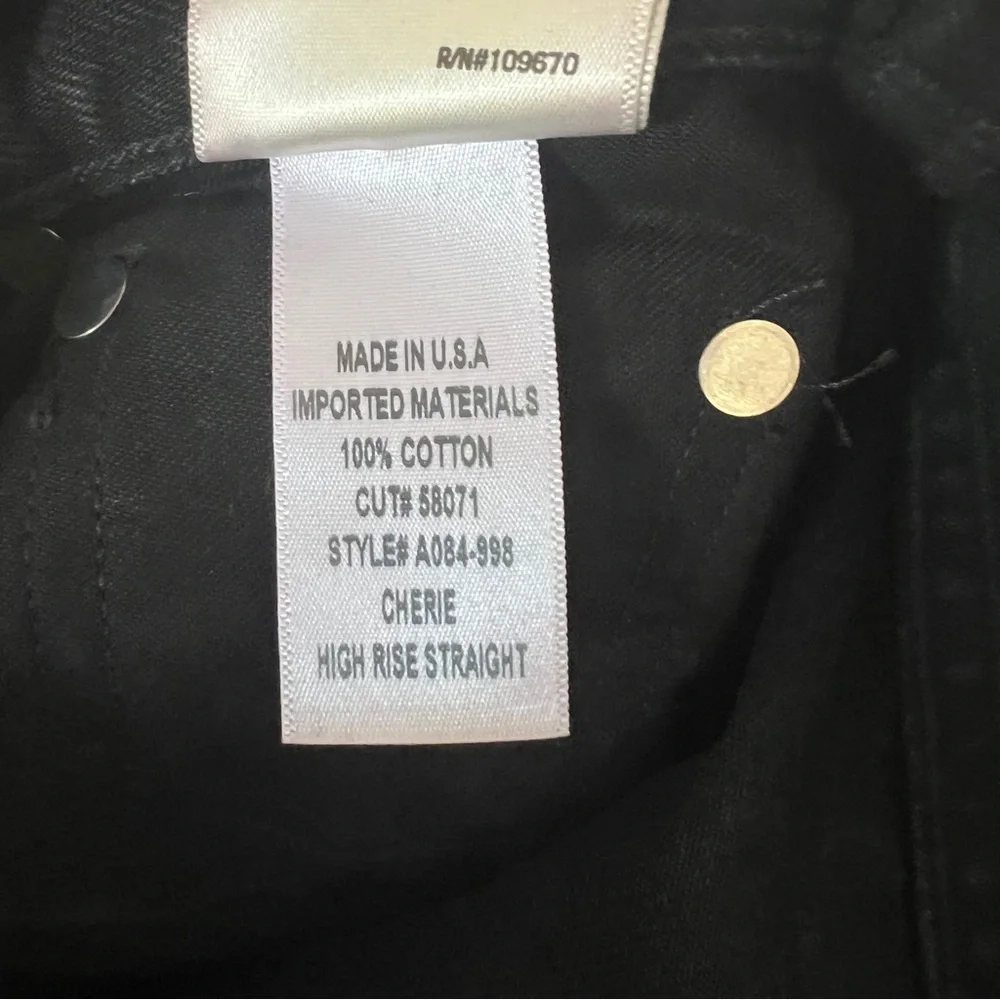 R/N#109670
MADE IN U.S.A
IMPORTED MATERIALS
100% COTTON
CUT# 58071
STYLE# A084-998
CHERIE
HIGH RISE STRAIGHT